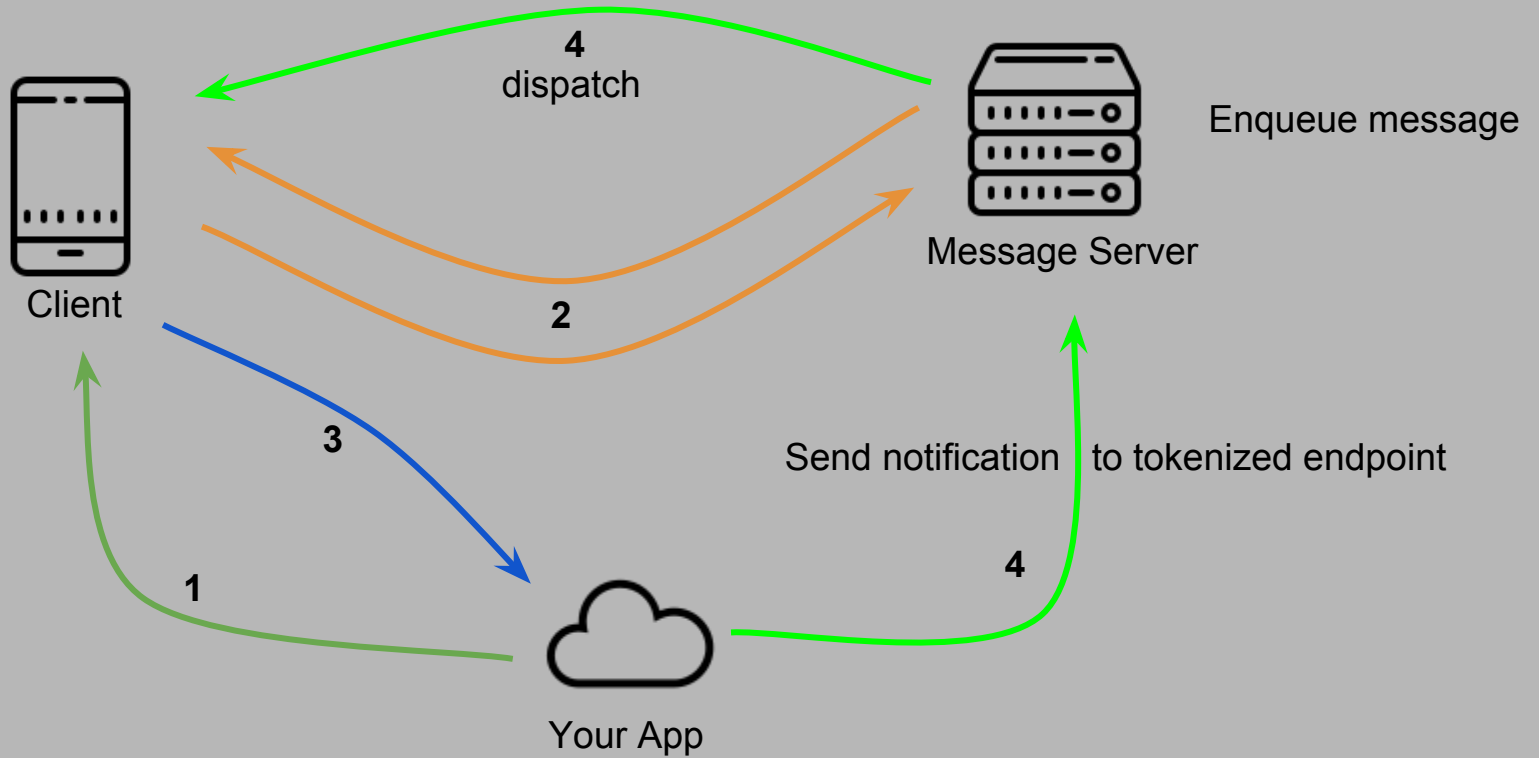 4
dispatch
Enqueue message
Message Server
Client
2
3
Send notification to tokenized endpoint
4
1
Your App